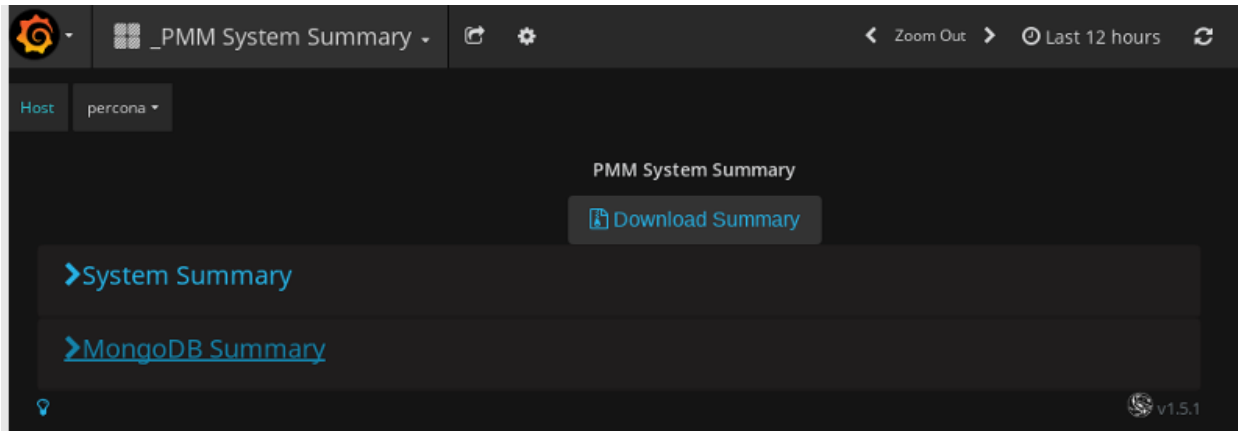 _PMM System Summary
Zoom Out
Last 12 hours
Host percona
PMM System Summary
Download Summary
System Summary
MongoDB Summary
v1.5.1